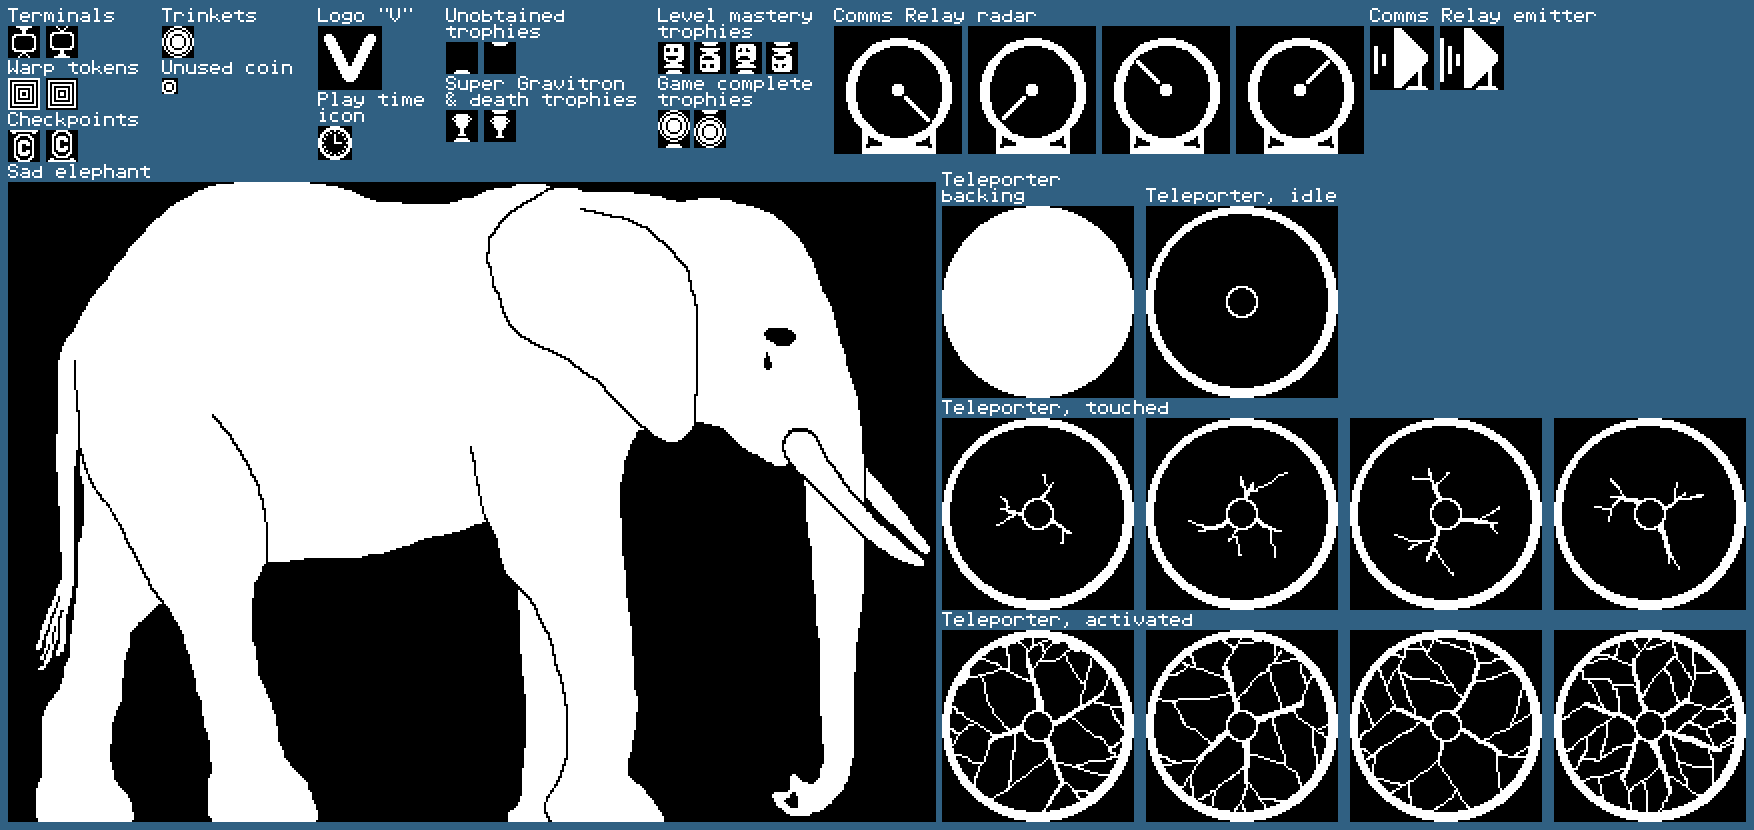 Terminals
Warp tokens
Checkpoints
Trinkets
Unused coin
Logo "V"
V
Play time
icon
Unobtained
trophies
Super Gravitron
& death trophies
Level mastery
trophies
Game complete
trophies
Comms Relay radar
Comms Relay emitter
Sad elephant
Teleporter
backing
Teleporter, idle
Teleporter, touched
Teleporter, activated
C
C